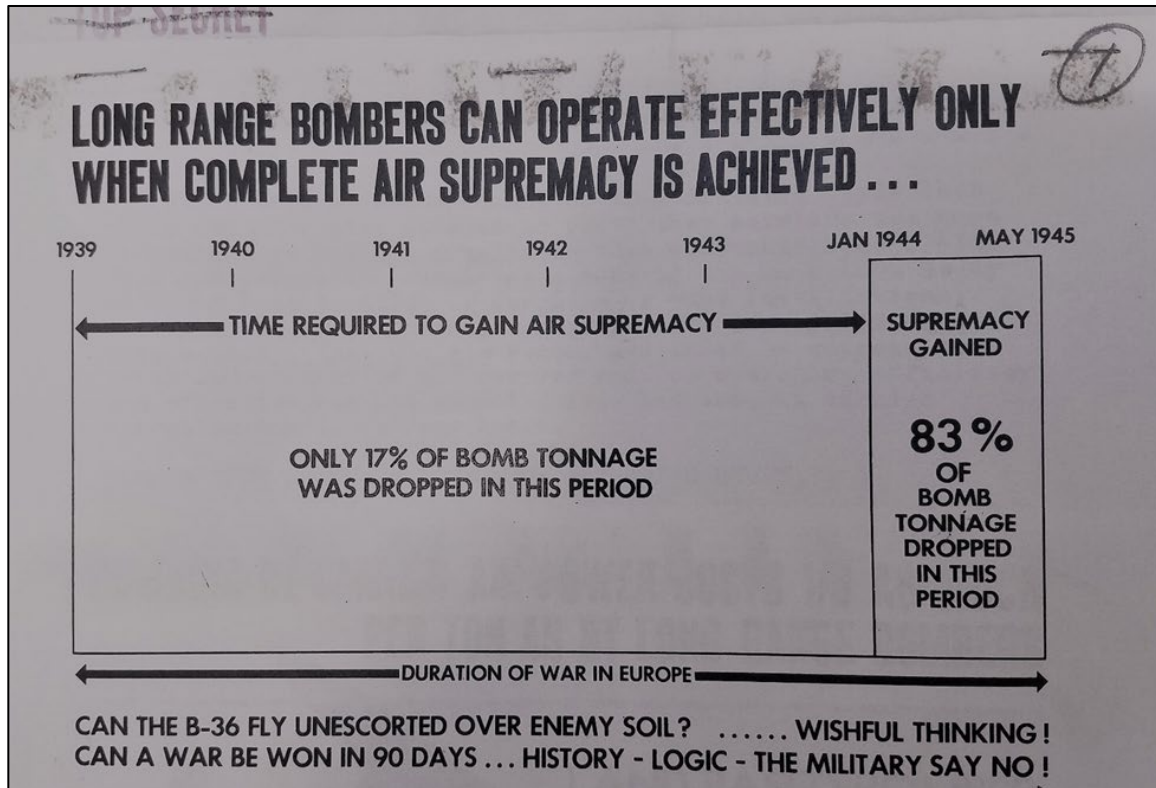 TOP SECRET
1
LONG RANGE BOMBERS CAN OPERATE EFFECTIVELY ONLY
WHEN COMPLETE AIR SUPREMACY IS ACHIEVED ...
1939 1940 1941 1942 1943 JAN 1944 MAY 1945
TIME REQUIRED TO GAIN AIR SUPREMACY
SUPREMACY
GAINED
ONLY 17% OF BOMB TONNAGE
WAS DROPPED IN THIS PERIOD
83%
OF
BOMB
TONNAGE
DROPPED
IN THIS
PERIOD
DURATION OF WAR IN EUROPE
CAN THE B-36 FLY UNESCORTED OVER ENEMY SOIL? ...... WISHFUL THINKING!
CAN A WAR BE WON IN 90 DAYS ... HISTORY - LOGIC - THE MILITARY SAY NO!